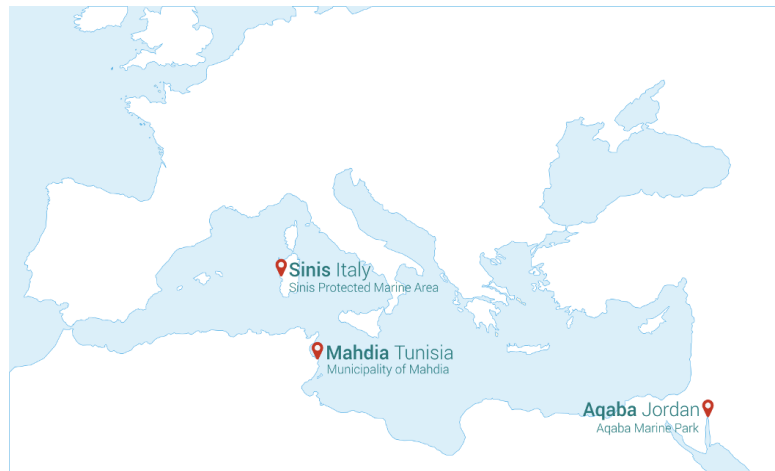 Sinis Italy
Sinis Protected Marine Area
Mahdia Tunisia
Municipality of Mahdia
Aqaba Jordan
Aqaba Marine Park